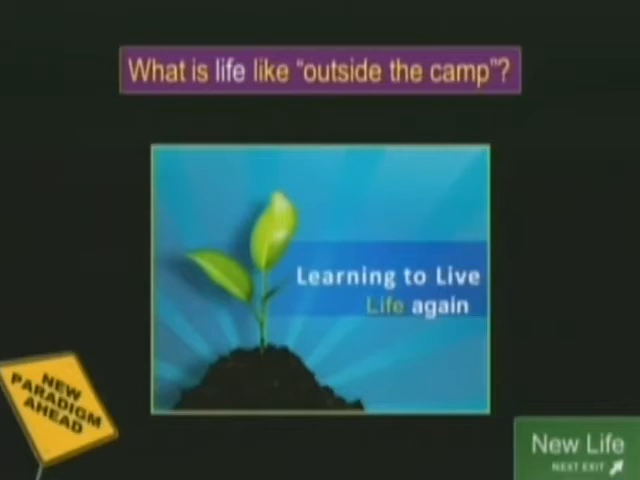 What is life like “outside the camp”?
Learning to Live
Life again
NEW
PARADIGM
AHEAD
New Life
NEXT EXIT